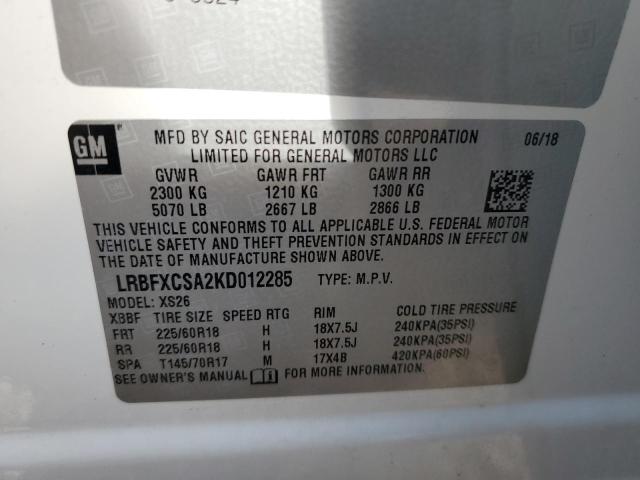 GM
MFD BY SAIC GENERAL MOTORS CORPORATION 06/18
LIMITED FOR GENERAL MOTORS LLC
GVWR GAWR FRT GAWR RR
2300 KG 1210 KG 1300 KG
5070 LB 2667 LB 2866 LB
THIS VEHICLE CONFORMS TO ALL APPLICABLE U.S. FEDERAL MOTOR
VEHICLE SAFETY AND THEFT PREVENTION STANDARDS IN EFFECT ON
THE DATE OF MANUFACTURE SHOWN ABOVE.
LRBFXCSA2KD012285 TYPE: M.P.V.
MODEL: XS26
XBBF TIRE SIZE SPEED RTG RIM COLD TIRE PRESSURE
FRT 225/60R18 H 18X7.5J 240KPA(35PSI)
RR 225/60R18 H 18X7.5J 240KPA(35PSI)
SPA T145/70R17 M 17X4B 420KPA(60PSI)
SEE OWNER'S MANUAL FOR MORE INFORMATION.